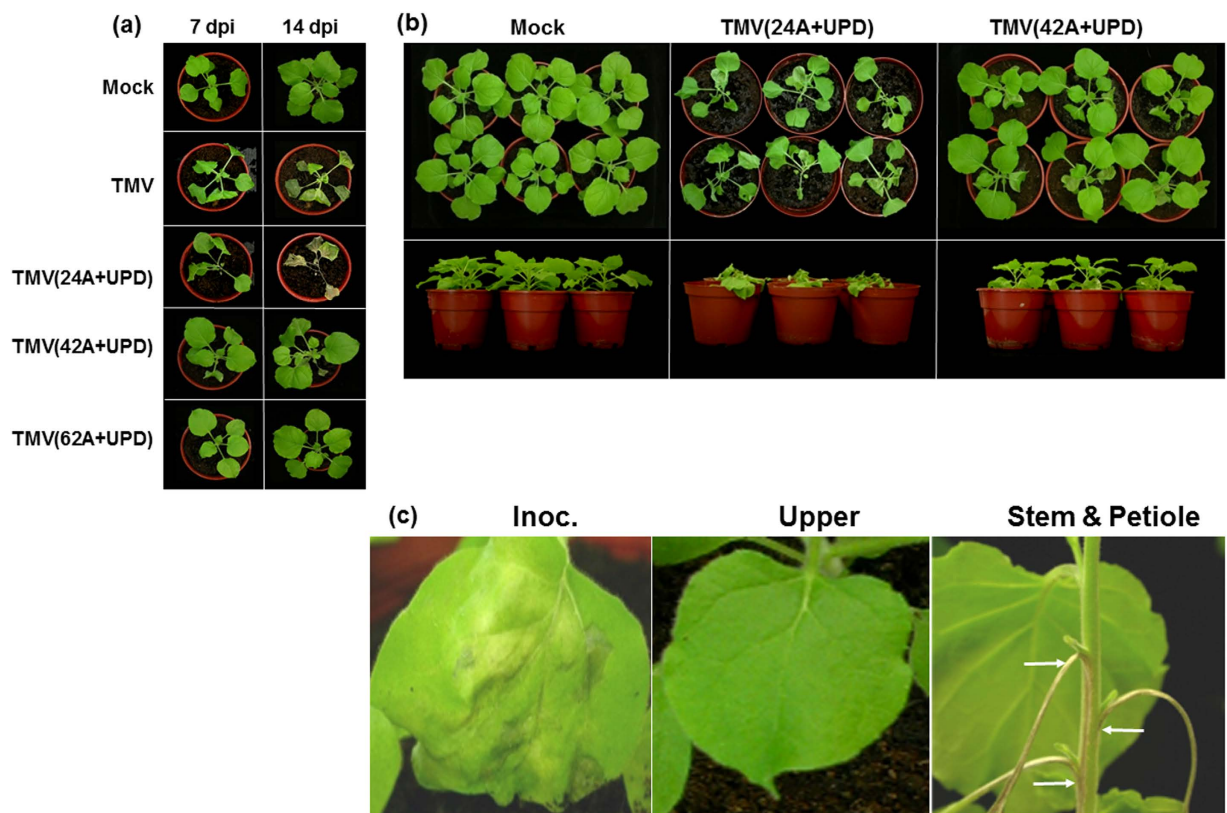 (a) 7 dpi 14 dpi
Mock
TMV
TMV(24A+UPD)
TMV(42A+UPD)
TMV(62A+UPD)
(b) Mock TMV(24A+UPD) TMV(42A+UPD)
(c) Inoc. Upper Stem & Petiole